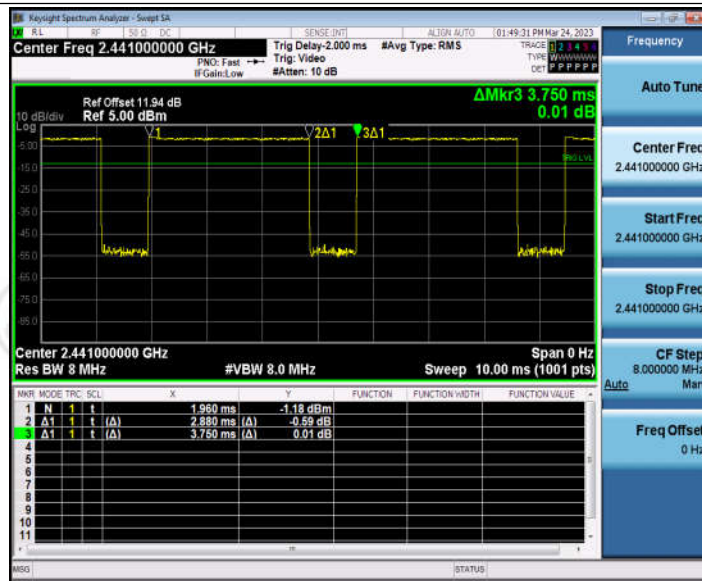 Keysight Spectrum Analyzer - Swept SA
RL RF 50 Ω DC SENSE:INT ALIGN AUTO 01:49:31 PM Mar 24, 2023
Center Freq 2.441000000 GHz
PNO: Fast
IFGain:Low
Trig Delay-2.000 ms
Trig: Video
#Atten: 10 dB
#Avg Type: RMS
TRACE 1 2 3 4 5 6
TYPE WWWWWW
DET P P P P P P
Frequency
Auto Tune
Center Freq
2.441000000 GHz
Start Freq
2.441000000 GHz
Stop Freq
2.441000000 GHz
CF Step
8.000000 MHz
Auto Man
Freq Offset
0 Hz
Ref Offset 11.94 dB
10 dB/div Ref 5.00 dBm
ΔMkr3 3.750 ms
0.01 dB
Log
1 2Δ1 3Δ1
TRIG LVL
-5.00
-15.0
-25.0
-35.0
-45.0
-55.0
-65.0
-75.0
-85.0
Center 2.441000000 GHz Span 0 Hz
Res BW 8 MHz #VBW 8.0 MHz Sweep 10.00 ms (1001 pts)
MKR MODE TRC SCL X Y FUNCTION FUNCTION WIDTH FUNCTION VALUE
1 N 1 t 1.960 ms -1.18 dBm
2 Δ1 1 t (Δ) 2.880 ms (Δ) -0.59 dB
3 Δ1 1 t (Δ) 3.750 ms (Δ) 0.01 dB
4
5
6
7
8
9
10
11
MSG STATUS